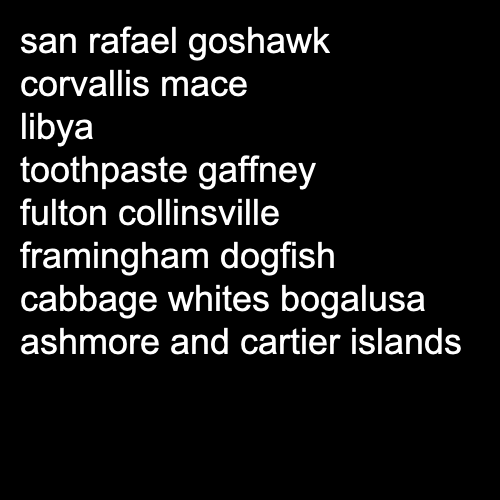 san rafael goshawk
corvallis mace
libya
toothpaste gaffney
fulton collinsville
framingham dogfish
cabbage whites bogalusa
ashmore and cartier islands